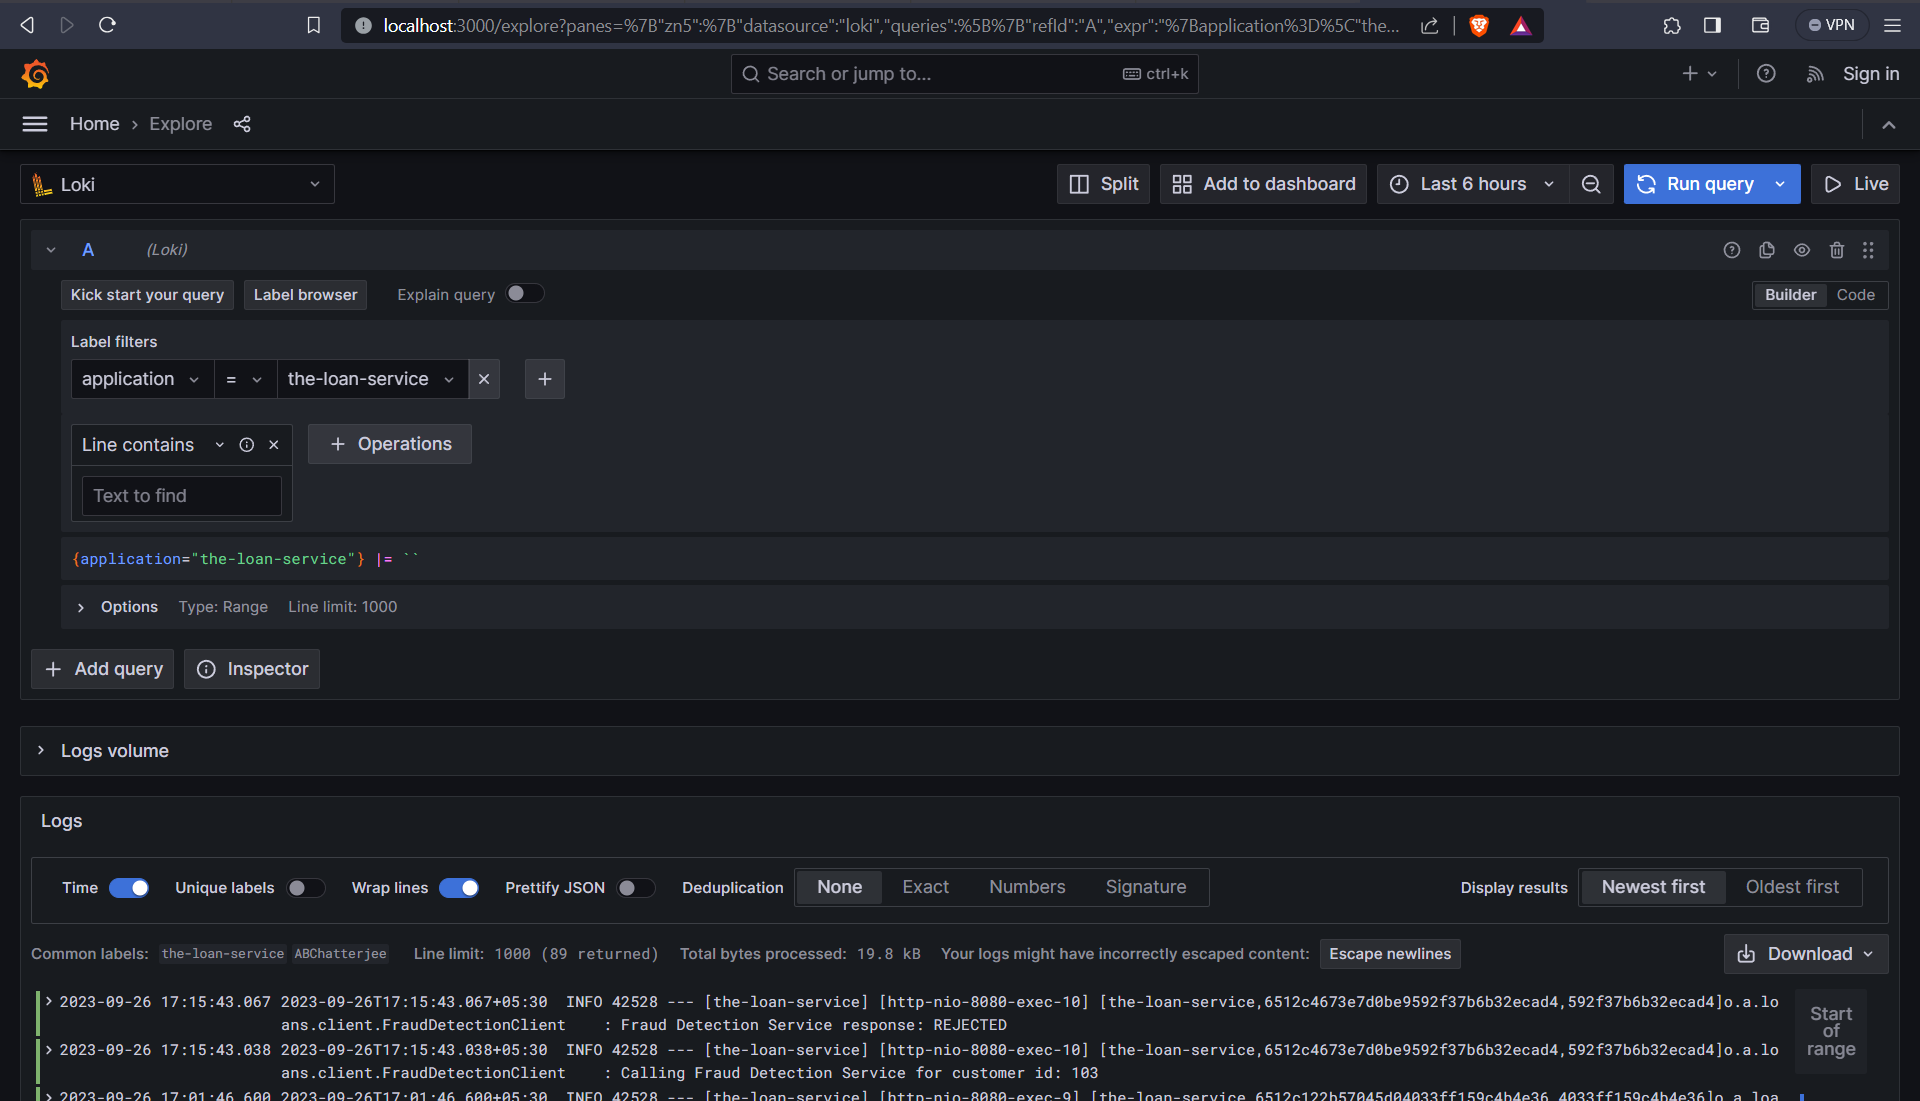 localhost:3000/explore?panes=%7B"zn5":%7B"datasource":"loki","queries":%5B%7B"refId":"A","expr":"%7Bapplication%3D%5C"the...
VPN
Search or jump to...
ctrl+k
Sign in
Home › Explore
Loki
Split
Add to dashboard
Last 6 hours
Run query
Live
A (Loki)
Kick start your query
Label browser
Explain query
Builder
Code
Label filters
application
=
the-loan-service
Line contains
Operations
Text to find
{application="the-loan-service"} |= ``
Options Type: Range Line limit: 1000
Add query
Inspector
Logs volume
Logs
Time
Unique labels
Wrap lines
Prettify JSON
Deduplication
None
Exact
Numbers
Signature
Display results
Newest first
Oldest first
Common labels: the-loan-service ABChatterjee Line limit: 1000 (89 returned) Total bytes processed: 19.8 kB Your logs might have incorrectly escaped content: Escape newlines
Download
2023-09-26 17:15:43.067 2023-09-26T17:15:43.067+05:30 INFO 42528 --- [the-loan-service] [http-nio-8080-exec-10] [the-loan-service,6512c4673e7d0be9592f37b6b32ecad4,592f37b6b32ecad4]o.a.lo
ans.client.FraudDetectionClient : Fraud Detection Service response: REJECTED
2023-09-26 17:15:43.038 2023-09-26T17:15:43.038+05:30 INFO 42528 --- [the-loan-service] [http-nio-8080-exec-10] [the-loan-service,6512c4673e7d0be9592f37b6b32ecad4,592f37b6b32ecad4]o.a.lo
ans.client.FraudDetectionClient : Calling Fraud Detection Service for customer id: 103
2023-09-26 17:01:46.600 2023-09-26T17:01:46.600+05:30 INFO 42528 --- [the-loan-service] [http-nio-8080-exec-9] [the-loan-service,6512c122b57045d04033ff159c4b4e36,4033ff159c4b4e36]o.a.loa
Start
of
range